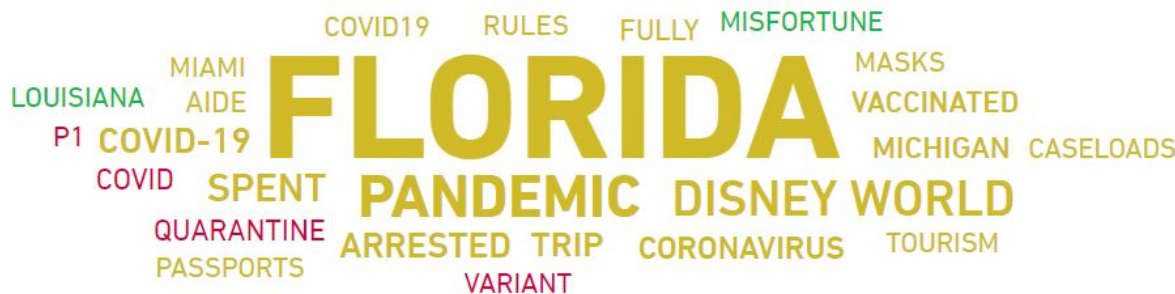 COVID19 RULES FULLY MISFORTUNE
MIAMI FLORIDA MASKS
LOUISIANA AIDE VACCINATED
P1 COVID-19 MICHIGAN CASELOADS
COVID SPENT PANDEMIC DISNEY WORLD
QUARANTINE ARRESTED TRIP CORONAVIRUS TOURISM
PASSPORTS VARIANT